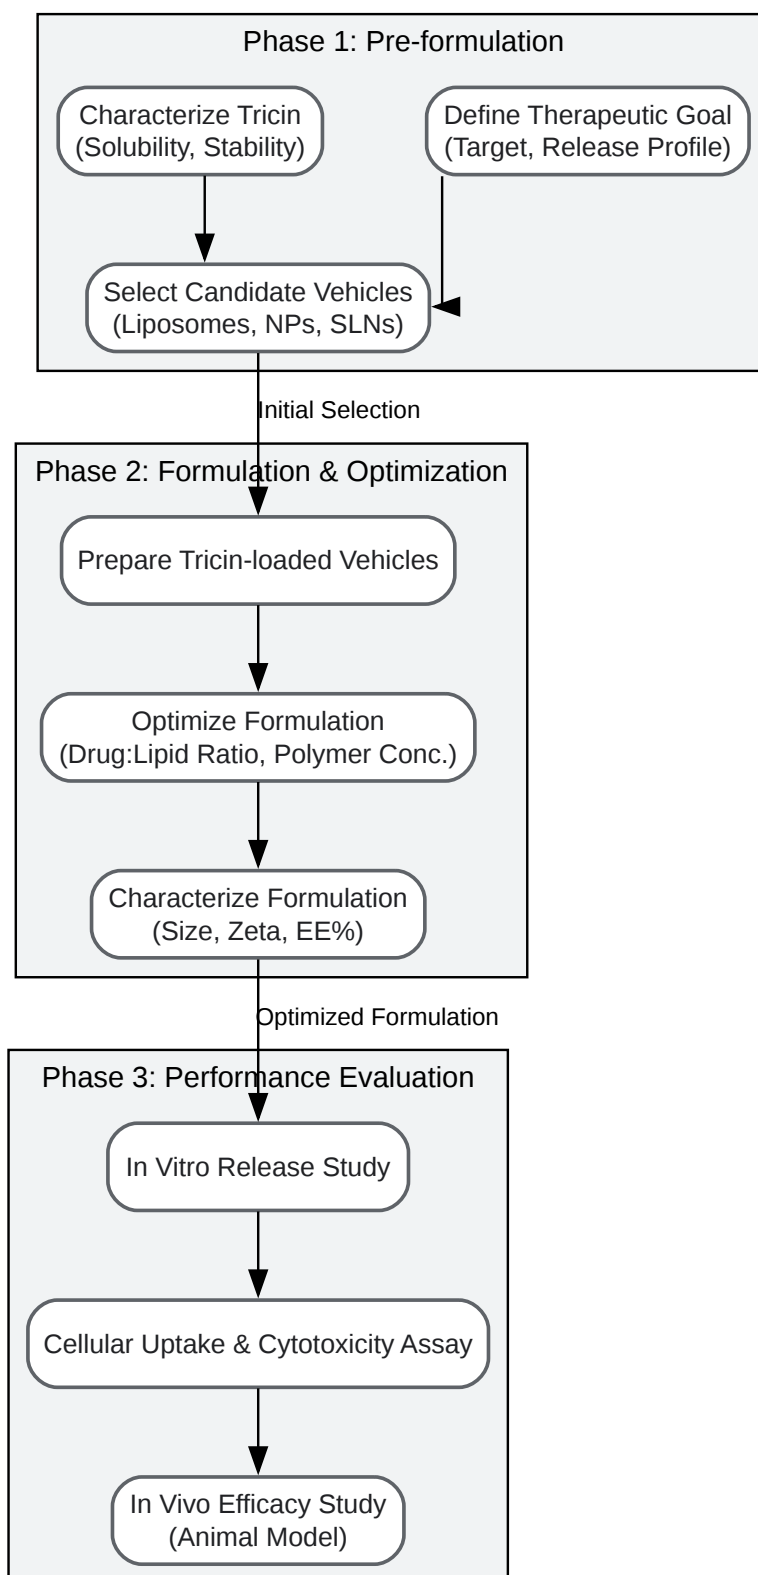 Phase 1: Pre-formulation
Characterize Tricin
(Solubility, Stability)
Define Therapeutic Goal
(Target, Release Profile)
Select Candidate Vehicles
(Liposomes, NPs, SLNs)
Initial Selection
Phase 2: Formulation & Optimization
Prepare Tricin-loaded Vehicles
Optimize Formulation
(Drug:Lipid Ratio, Polymer Conc.)
Characterize Formulation
(Size, Zeta, EE%)
Optimized Formulation
Phase 3: Performance Evaluation
In Vitro Release Study
Cellular Uptake & Cytotoxicity Assay
In Vivo Efficacy Study
(Animal Model)